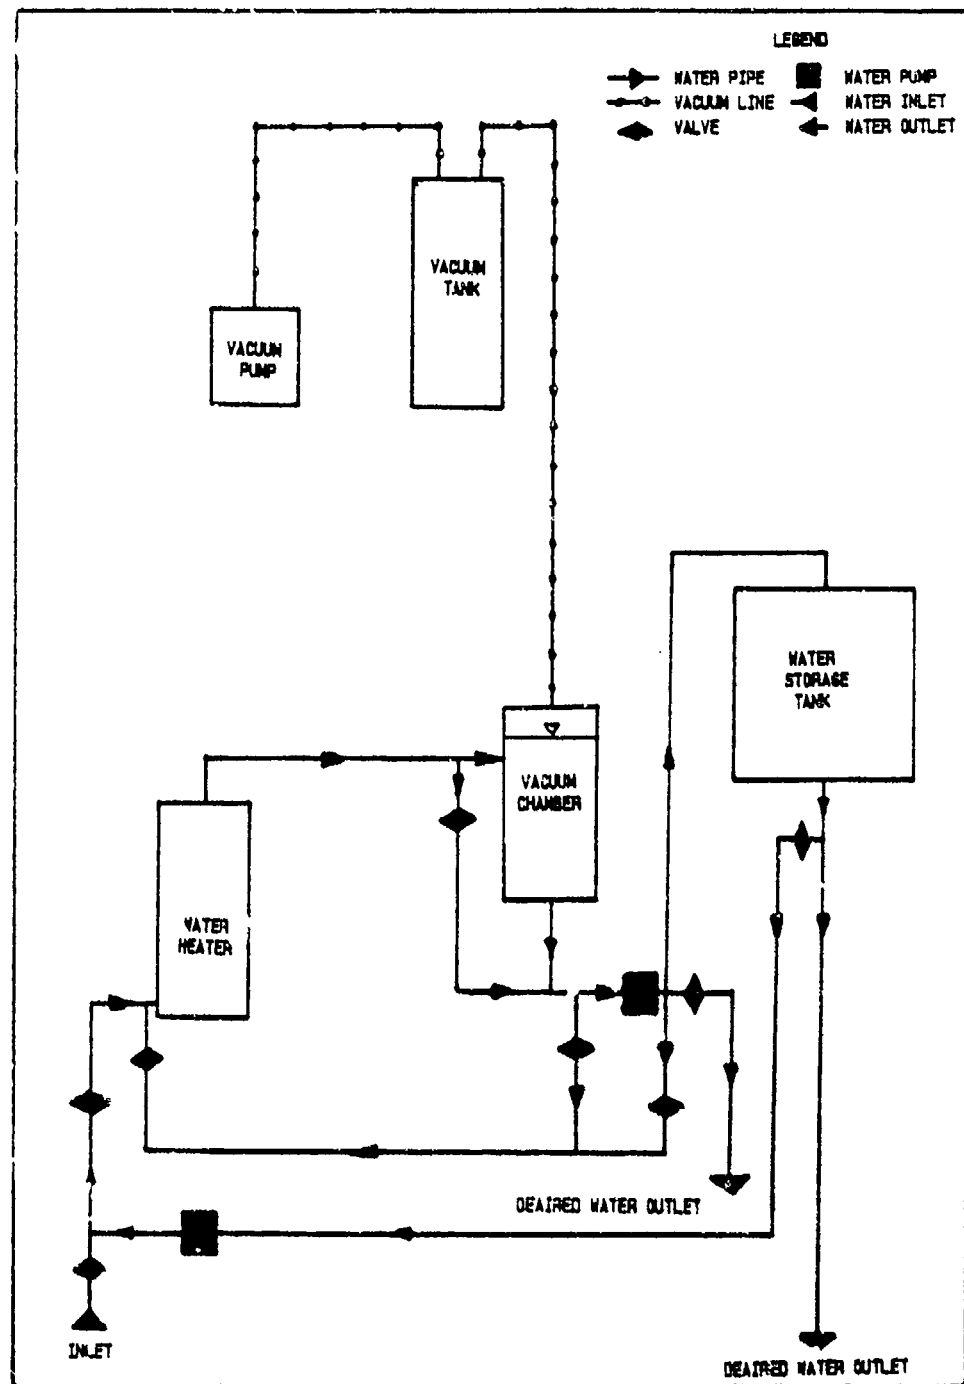 LEGEND
WATER PIPE
WATER PUMP
VACUUM LINE
WATER INLET
VALVE
WATER OUTLET
VACUUM
TANK
VACUUM
PUMP
WATER
STORAGE
TANK
VACUUM
CHAMBER
WATER
HEATER
DEAIRED WATER OUTLET
INLET
DEAIRED WATER OUTLET